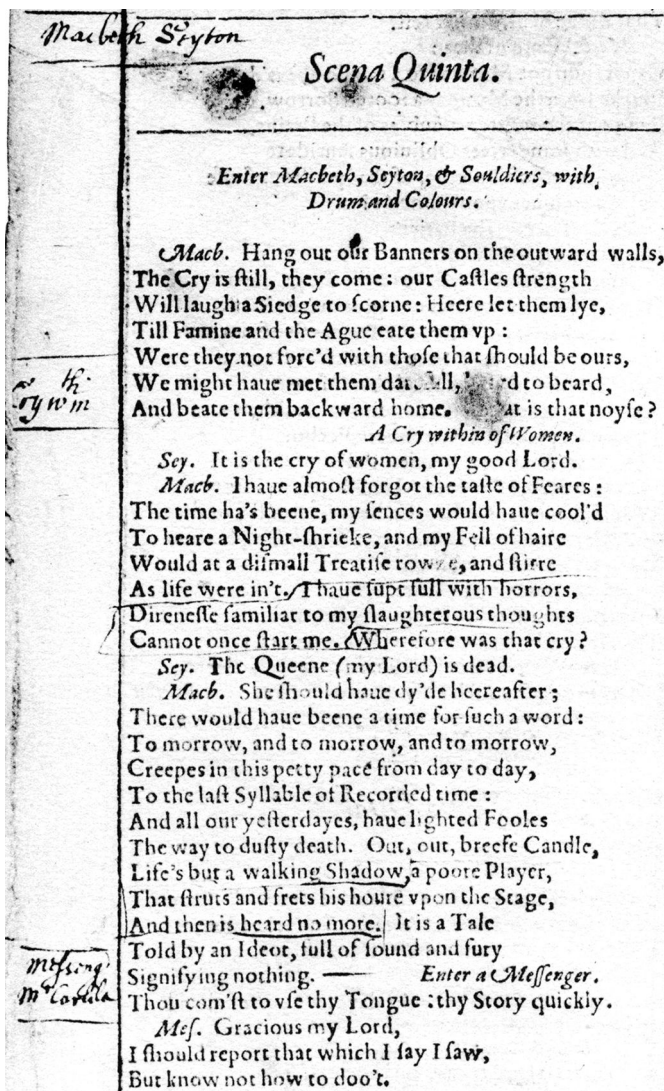 Macbeth Seyton
Scena Quinta.
Enter Macbeth, Seyton, & Souldiers, with,
Drum and Colours.
Macb. Hang out our Banners on the outward walls,
The Cry is ſtill, they come: our Caſtles ſtrength
Will laugh a Siedge to ſcorne: Heere let them lye,
Till Famine and the Ague eate them vp:
Were they not forc'd with thoſe that ſhould be ours,
We might haue met them to beard,
And beate them backward home. is that noyſe?
A Cry within of Women.
Sey. It is the cry of women, my good Lord.
Macb. I haue almoſt forgot the taſte of Feares:
The time ha's beene, my ſences would haue cool'd
To heare a Night-ſhrieke, and my Fell of haire
Would at a diſmall Treatiſe rowze, and ſtirre
As life were in't. I haue ſupt full with horrors,
Direneſſe familiar to my ſlaughterous thoughts
Cannot once ſtart me. Wherefore was that cry?
Sey. The Queene (my Lord) is dead.
Macb. She ſhould haue dy'de heereafter;
There would haue beene a time for ſuch a word:
To morrow, and to morrow, and to morrow,
Creepes in this petty pace from day to day,
To the laſt Syllable of Recorded time:
And all our yeſterdayes, haue lighted Fooles
The way to duſty death. Out, out, breefe Candle,
Life's but a walking Shadow, a poore Player,
That ſtruts and frets his houre vpon the Stage,
And then is heard no more. It is a Tale
Told by an Ideot, full of ſound and fury
Signifying nothing. — Enter a Meſſenger.
Thou com'ſt to vſe thy Tongue: thy Story quickly.
Meſ. Gracious my Lord,
I ſhould report that which I ſay I ſaw,
But know not how to doo't.